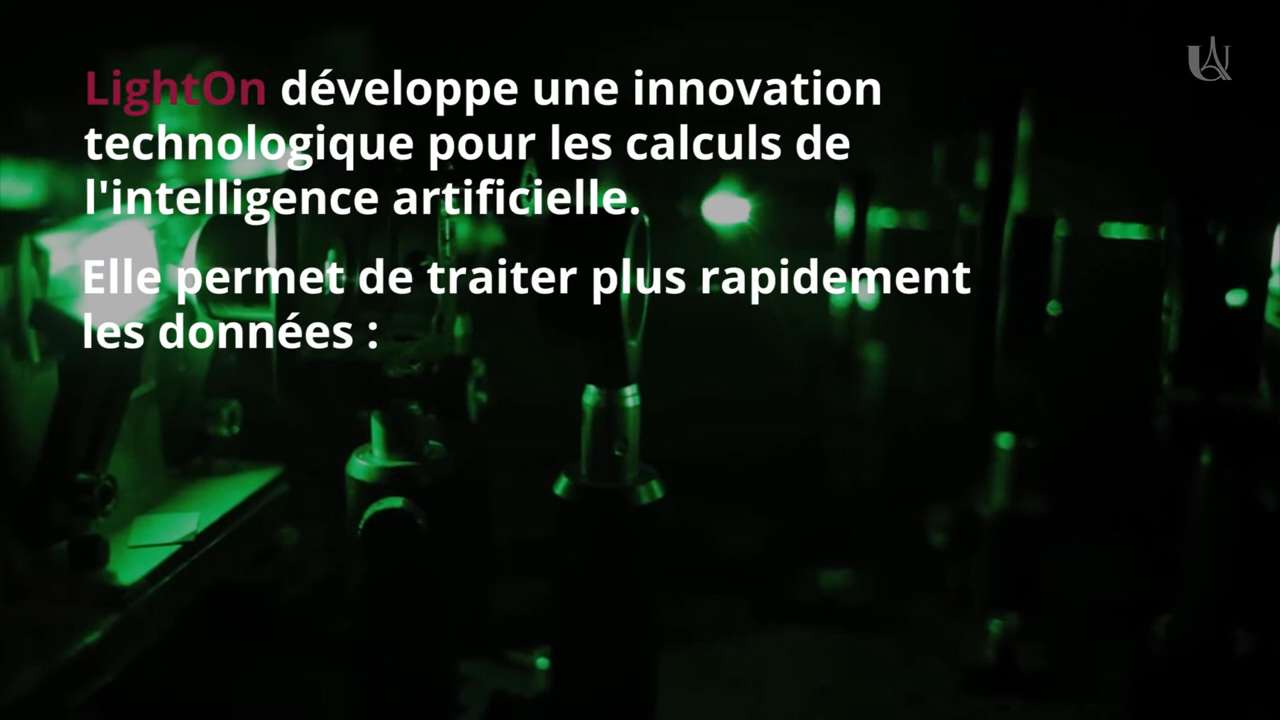 LightOn développe une innovation
technologique pour les calculs de
l'intelligence artificielle.
Elle permet de traiter plus rapidement
les données :